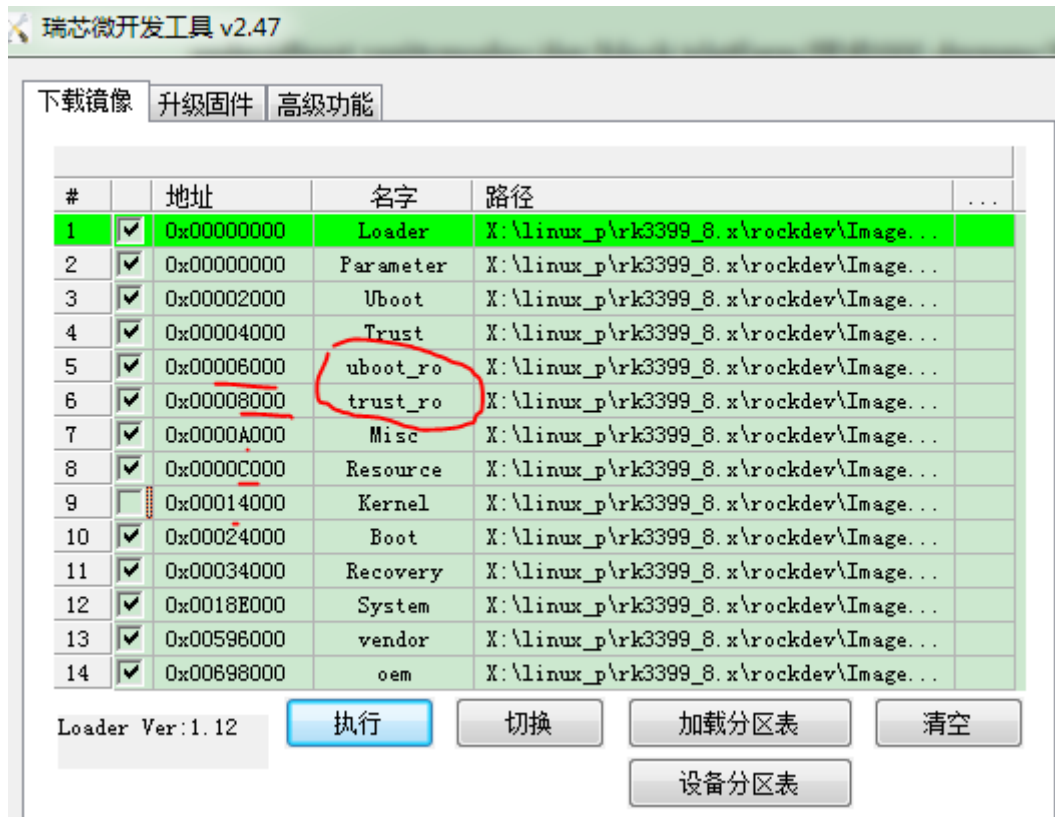 瑞芯微开发工具 v2.47
下载镜像 升级固件 高级功能
# 地址 名字 路径 ...
1 0x00000000 Loader X:\linux_p\rk3399_8.x\rockdev\Image...
2 0x00000000 Parameter X:\linux_p\rk3399_8.x\rockdev\Image...
3 0x00002000 Uboot X:\linux_p\rk3399_8.x\rockdev\Image...
4 0x00004000 Trust X:\linux_p\rk3399_8.x\rockdev\Image...
5 0x00006000 uboot_ro X:\linux_p\rk3399_8.x\rockdev\Image...
6 0x00008000 trust_ro X:\linux_p\rk3399_8.x\rockdev\Image...
7 0x0000A000 Misc X:\linux_p\rk3399_8.x\rockdev\Image...
8 0x0000C000 Resource X:\linux_p\rk3399_8.x\rockdev\Image...
9 0x00014000 Kernel X:\linux_p\rk3399_8.x\rockdev\Image...
10 0x00024000 Boot X:\linux_p\rk3399_8.x\rockdev\Image...
11 0x00034000 Recovery X:\linux_p\rk3399_8.x\rockdev\Image...
12 0x0018E000 System X:\linux_p\rk3399_8.x\rockdev\Image...
13 0x00596000 vendor X:\linux_p\rk3399_8.x\rockdev\Image...
14 0x00698000 oem X:\linux_p\rk3399_8.x\rockdev\Image...
Loader Ver:1.12 执行 切换 加载分区表 清空
设备分区表